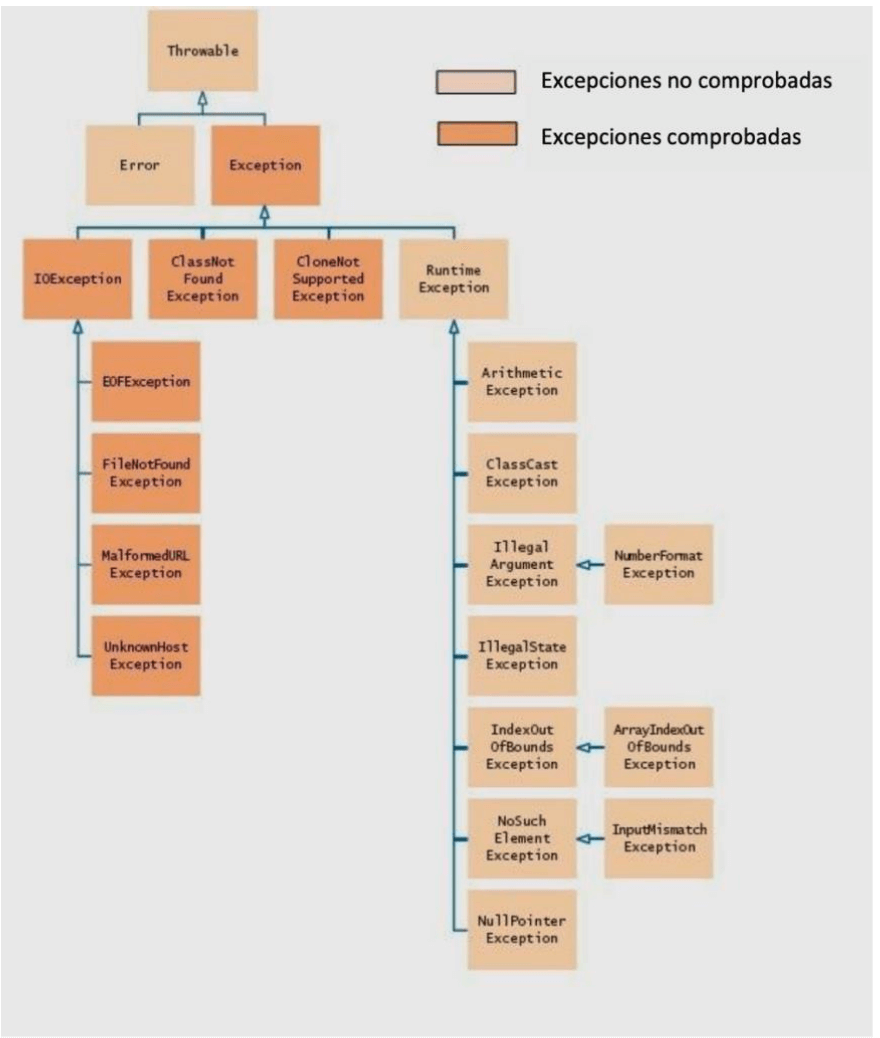 Throwable
Excepciones no comprobadas
Excepciones comprobadas
Error
Exception
IOException
ClassNot
Found
Exception
CloneNot
Supported
Exception
Runtime
Exception
EOFException
FileNotFound
Exception
MalformedURL
Exception
UnknownHost
Exception
Arithmetic
Exception
ClassCast
Exception
Illegal
Argument
Exception
NumberFormat
Exception
IllegalState
Exception
IndexOut
OfBounds
Exception
ArrayIndexOut
OfBounds
Exception
NoSuch
Element
Exception
InputMismatch
Exception
NullPointer
Exception